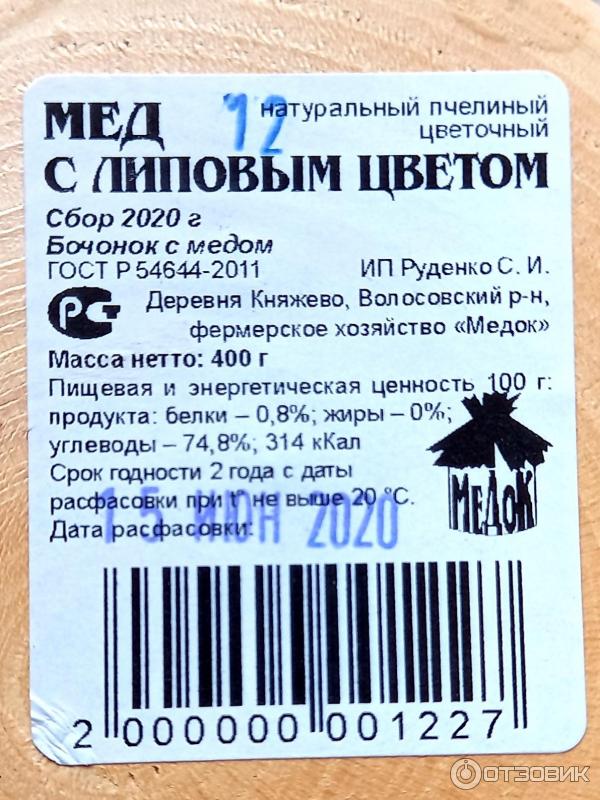 МЕД 12 натуральный пчелиный
цветочный
С ЛИПОВЫМ ЦВЕТОМ
Сбор 2020 г
Бочонок с медом
ГОСТ Р 54644-2011 ИП Руденко С. И.
РСТ Деревня Княжево, Волосовский р-н,
фермерское хозяйство «Медок»
Масса нетто: 400 г
Пищевая и энергетическая ценность 100 г:
продукта: белки – 0,8%; жиры – 0%;
углеводы – 74,8%; 314 кКал
Срок годности 2 года с даты
расфасовки при t° не выше 20 °С.
Дата расфасовки:
15 ИЮН 2020
МЕДОК
2 000000 001227
ОТЗОВИК